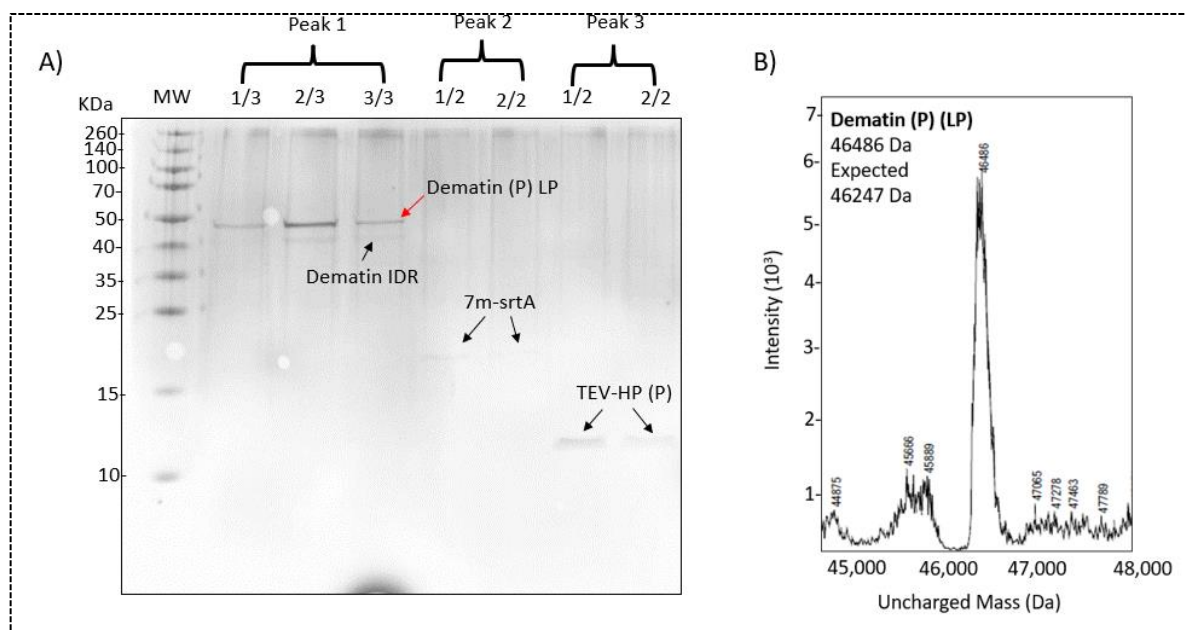 A)
Peak 1 Peak 2 Peak 3
KDa MW 1/3 2/3 3/3 1/2 2/2 1/2 2/2
260-
140-
100-
70-
50-
40-
35-
25-
15-
10-
Dematin (P) LP
Dematin IDR
7m-srtA
TEV-HP (P)
B)
Dematin (P) (LP)
46486 Da
Expected
46247 Da
Intensity (10³)
7-
6-
5-
4-
3-
2-
1-
44875
45666
45889
46486
47065
47278
47463
47789
45,000 46,000 47,000 48,000
Uncharged Mass (Da)